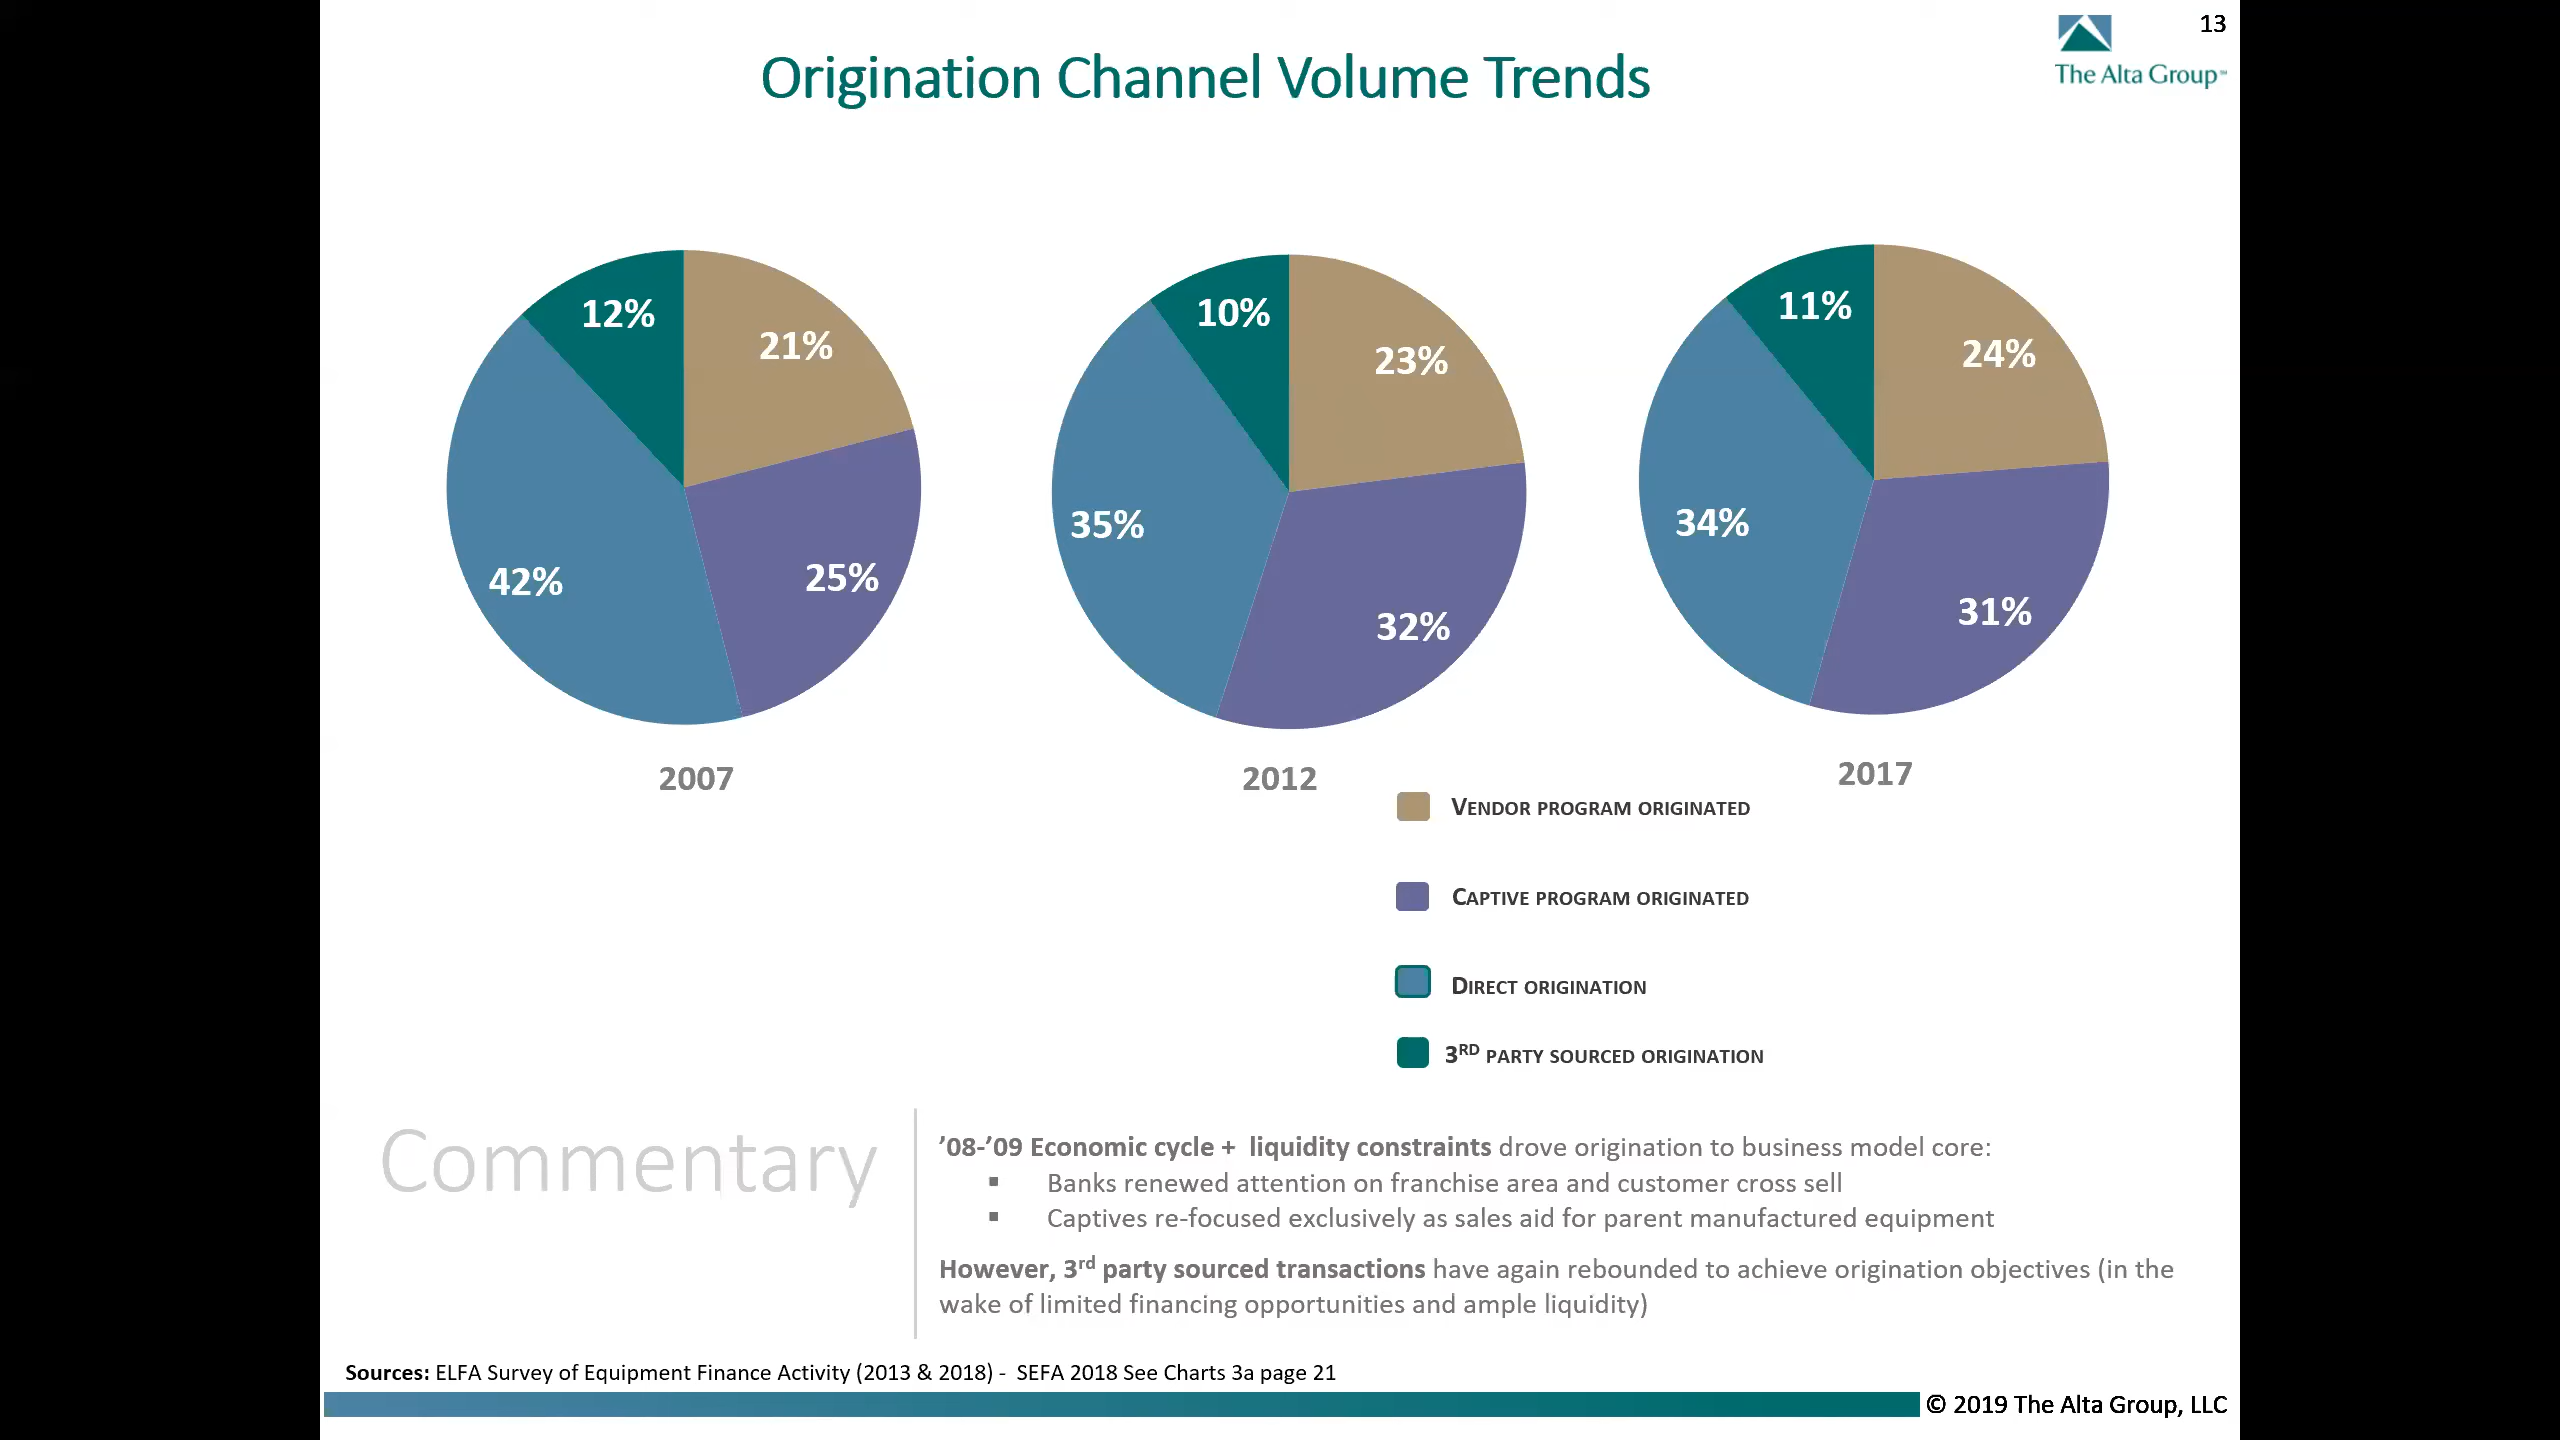 13
The Alta Group™
Origination Channel Volume Trends
12%
21%
42%
25%
2007
10%
23%
35%
32%
2012
11%
24%
34%
31%
2017
VENDOR PROGRAM ORIGINATED
CAPTIVE PROGRAM ORIGINATED
DIRECT ORIGINATION
3RD PARTY SOURCED ORIGINATION
Commentary
’08-’09 Economic cycle + liquidity constraints drove origination to business model core:
▪ Banks renewed attention on franchise area and customer cross sell
▪ Captives re-focused exclusively as sales aid for parent manufactured equipment
However, 3rd party sourced transactions have again rebounded to achieve origination objectives (in the
wake of limited financing opportunities and ample liquidity)
Sources: ELFA Survey of Equipment Finance Activity (2013 & 2018) - SEFA 2018 See Charts 3a page 21
© 2019 The Alta Group, LLC